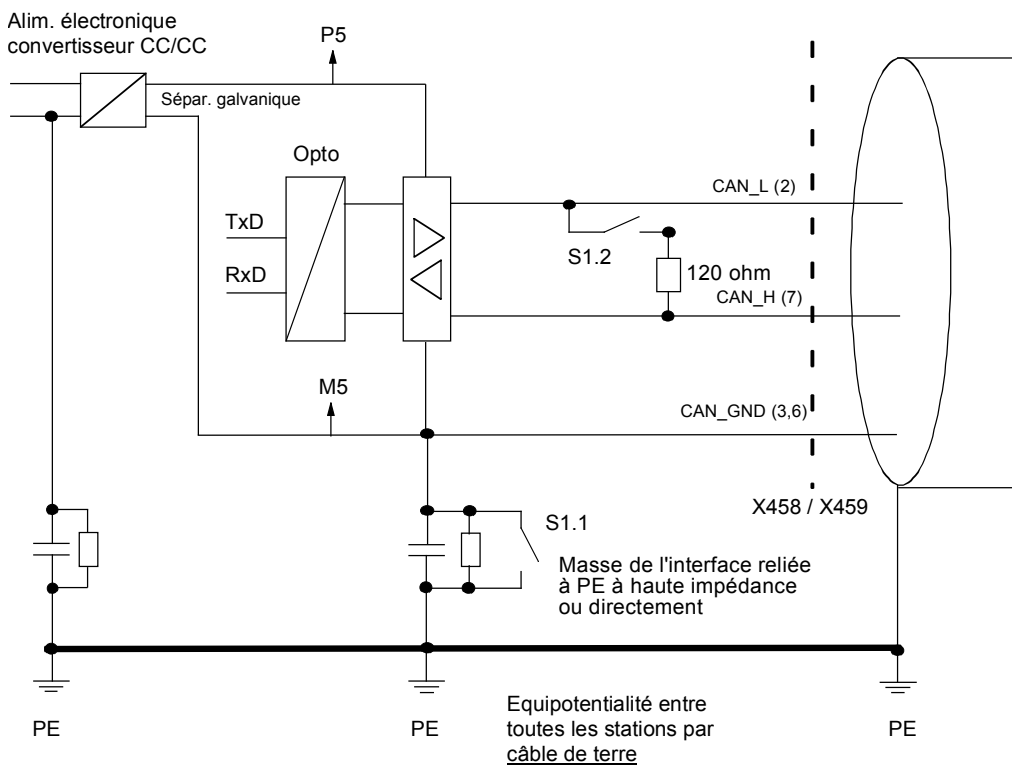 Alim. électronique
convertisseur CC/CC
P5
Sépar. galvanique
Opto
CAN_L (2)
TxD
S1.2
RxD
120 ohm
CAN_H (7)
M5
CAN_GND (3,6)
X458 / X459
S1.1
Masse de l'interface reliée
à PE à haute impédance
ou directement
Equipotentialité entre
toutes les stations par
câble de terre
PE
PE
PE